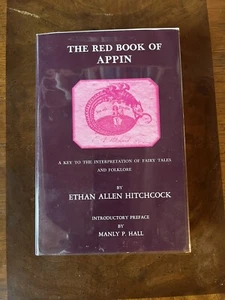 THE RED BOOK OF
APPIN
A KEY TO THE INTERPRETATION OF FAIRY TALES
AND FOLKLORE
BY
ETHAN ALLEN HITCHCOCK
INTRODUCTORY PREFACE
BY
MANLY P. HALL